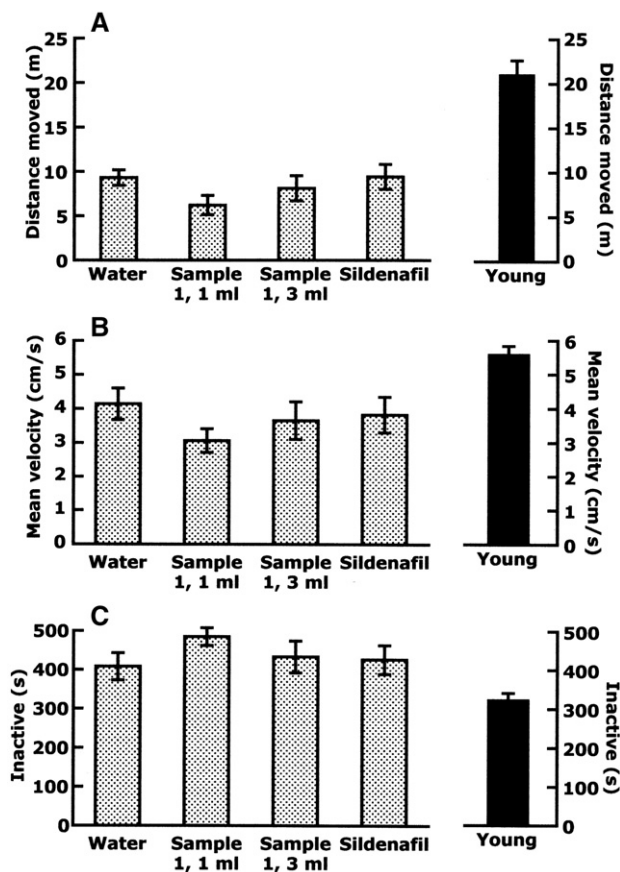 A
Distance moved (m)
25
20
15
10
5
0
Water
Sample
1, 1 ml
Sample
1, 3 ml
Sildenafil
25
20
15
10
5
0
Distance moved (m)
Young
B
Mean velocity (cm/s)
6
5
4
3
2
1
0
Water
Sample
1, 1 ml
Sample
1, 3 ml
Sildenafil
6
5
4
3
2
1
0
Mean velocity (cm/s)
Young
C
Inactive (s)
500
400
300
200
100
0
Water
Sample
1, 1 ml
Sample
1, 3 ml
Sildenafil
500
400
300
200
100
0
Inactive (s)
Young